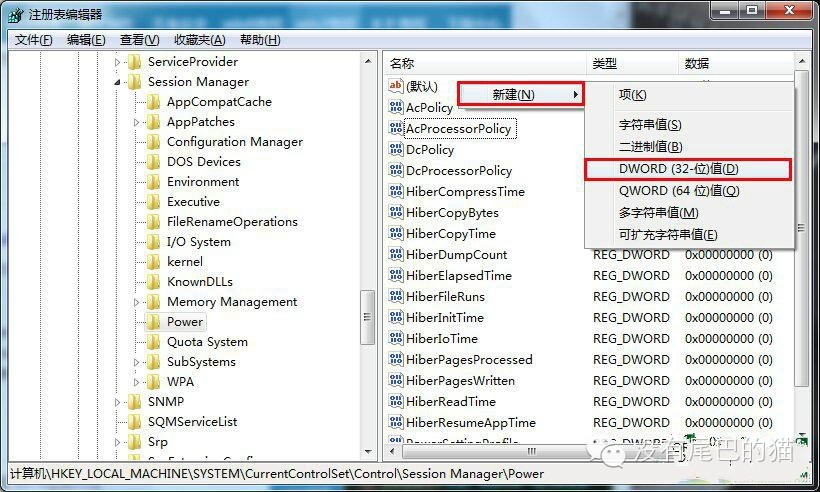 注册表编辑器
文件(F) 编辑(E) 查看(V) 收藏夹(A) 帮助(H)
ServiceProvider
Session Manager
AppCompatCache
AppPatches
Configuration Manager
DOS Devices
Environment
Executive
FileRenameOperations
I/O System
kernel
KnownDLLs
Memory Management
Power
Quota System
SubSystems
WPA
SNMP
SQMServiceList
Srp
名称 类型 数据
ab (默认)
AcPolicy
AcProcessorPolicy
DcPolicy
DcProcessorPolicy
HiberCompressTime
HiberCopyBytes
HiberCopyTime
HiberDumpCount REG_DWORD 0x00000000 (0)
HiberElapsedTime REG_DWORD 0x00000000 (0)
HiberFileRuns REG_DWORD 0x00000000 (0)
HiberInitTime REG_DWORD 0x00000000 (0)
HiberIoTime REG_DWORD 0x00000000 (0)
HiberPagesProcessed REG_DWORD 0x00000000 (0)
HiberPagesWritten REG_DWORD 0x00000000 (0)
HiberReadTime REG_DWORD 0x00000000 (0)
HiberResumeAppTime REG_DWORD 0x00000000 (0)
新建(N)
项(K)
字符串值(S)
二进制值(B)
DWORD (32-位)值(D)
QWORD (64 位)值(Q)
多字符串值(M)
可扩充字符串值(E)
没有尾巴的猫
计算机\HKEY_LOCAL_MACHINE\SYSTEM\CurrentControlSet\Control\Session Manager\Power